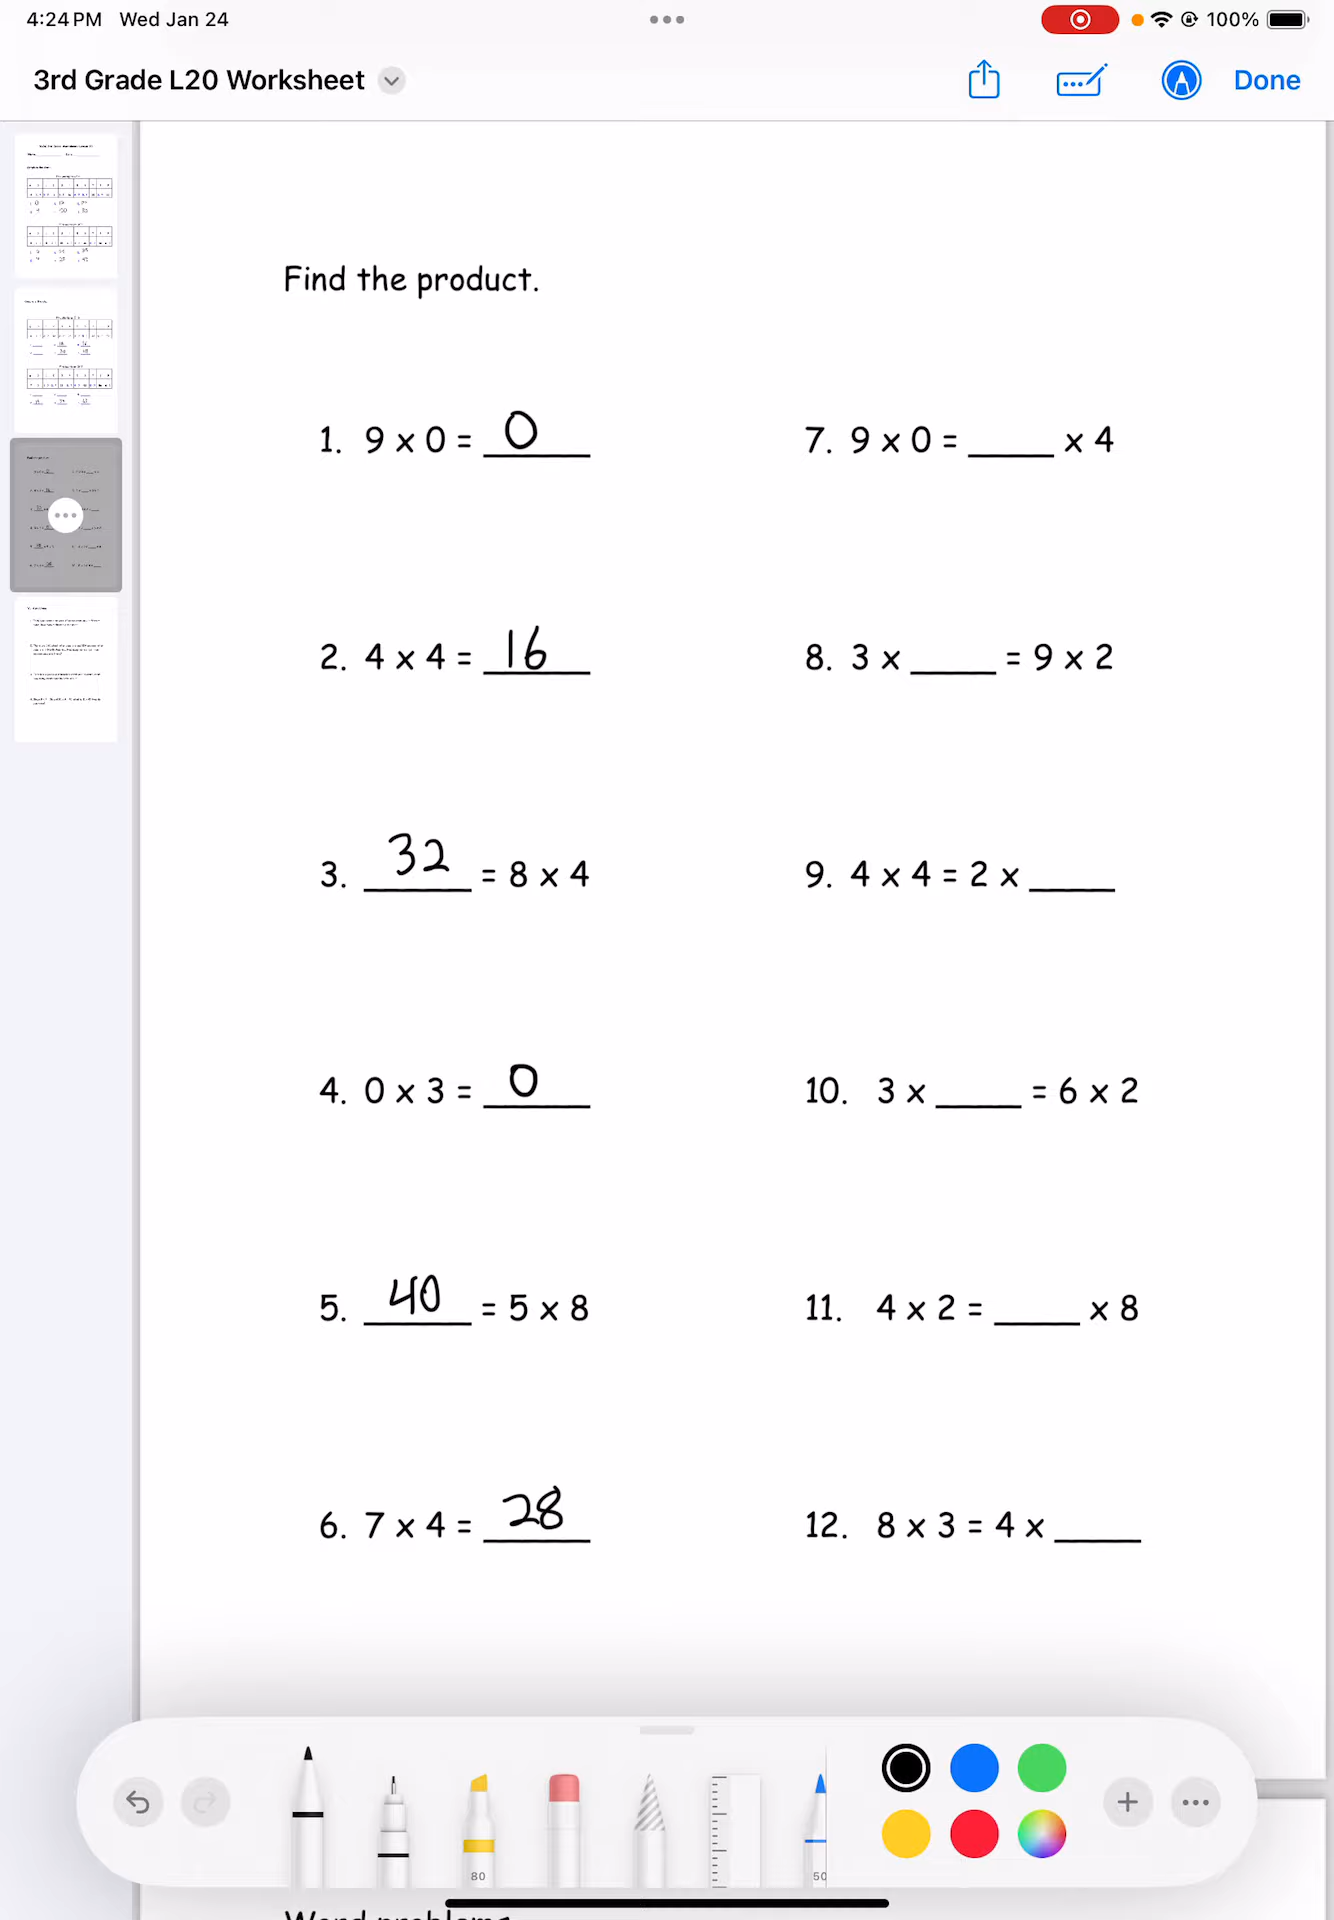 4:24 PM Wed Jan 24
100%
3rd Grade L20 Worksheet
Done
Find the product.
1. 9 x 0 = 0
2. 4 x 4 = 16
3. 32 = 8 x 4
4. 0 x 3 = 0
5. 40 = 5 x 8
6. 7 x 4 = 28
7. 9 x 0 = ____ x 4
8. 3 x ____ = 9 x 2
9. 4 x 4 = 2 x ____
10. 3 x ____ = 6 x 2
11. 4 x 2 = ____ x 8
12. 8 x 3 = 4 x ____
80
50
Word problems